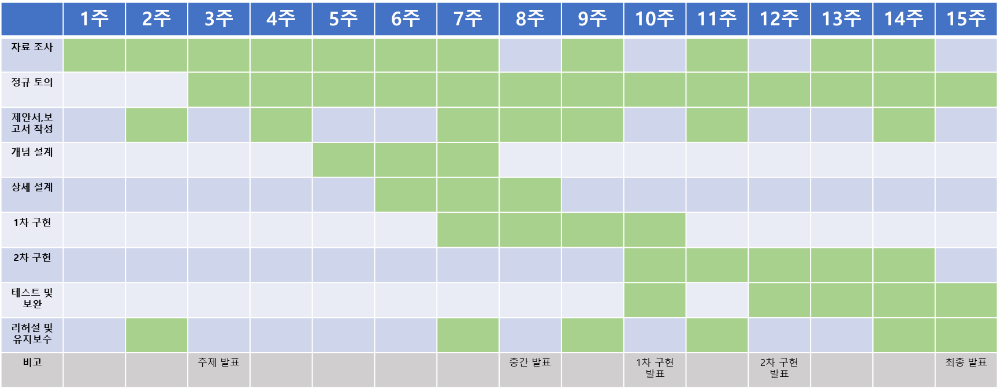 1주 2주 3주 4주 5주 6주 7주 8주 9주 10주 11주 12주 13주 14주 15주
자료 조사
정규 토의
제안서,보
고서 작성
개념 설계
상세 설계
1차 구현
2차 구현
테스트 및
보완
리허설 및
유지보수
비고
주제 발표
중간 발표
1차 구현
발표
2차 구현
발표
최종 발표